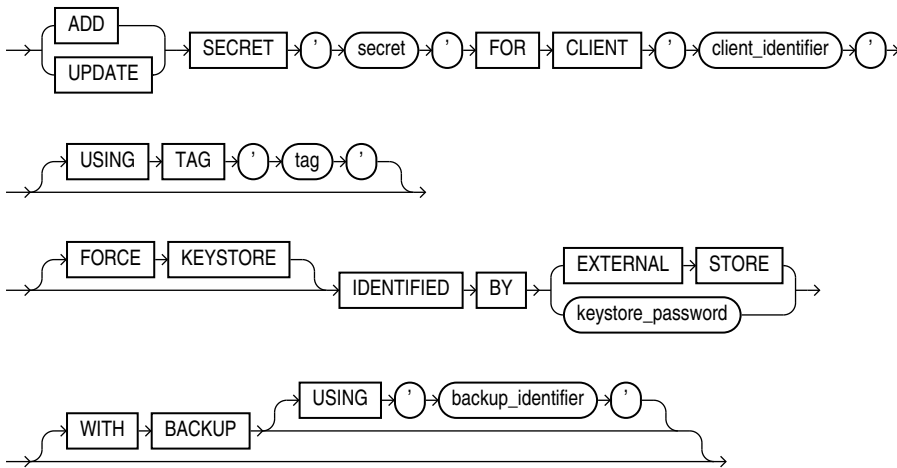 ADD
UPDATE
SECRET ' secret ' FOR CLIENT ' client_identifier '
USING TAG ' tag '
FORCE KEYSTORE
IDENTIFIED BY
EXTERNAL STORE
keystore_password
USING ' backup_identifier '
WITH BACKUP